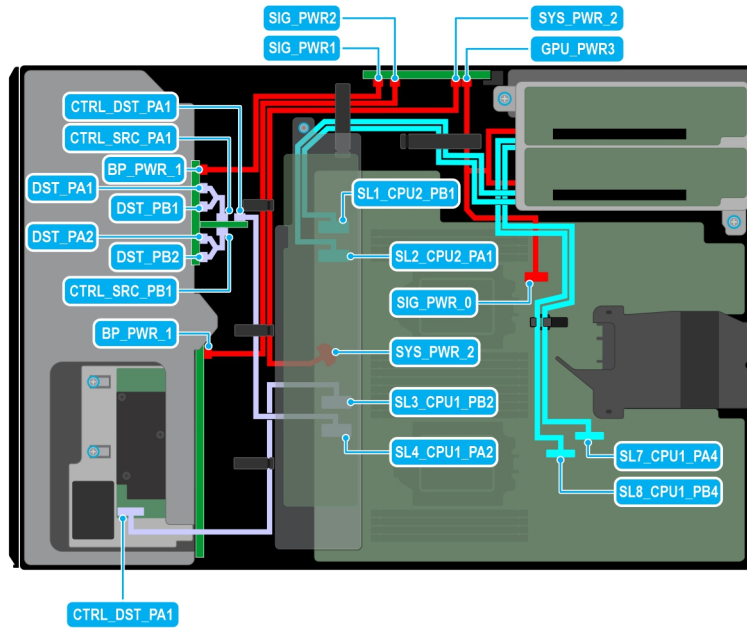 SIG_PWR2
SYS_PWR_2
SIG_PWR1
GPU_PWR3
CTRL_DST_PA1
CTRL_SRC_PA1
BP_PWR_1
DST_PA1
SL1_CPU2_PB1
DST_PB1
DST_PA2
SL2_CPU2_PA1
DST_PB2
CTRL_SRC_PB1
SIG_PWR_0
BP_PWR_1
SYS_PWR_2
SL3_CPU1_PB2
SL4_CPU1_PA2
SL7_CPU1_PA4
SL8_CPU1_PB4
CTRL_DST_PA1